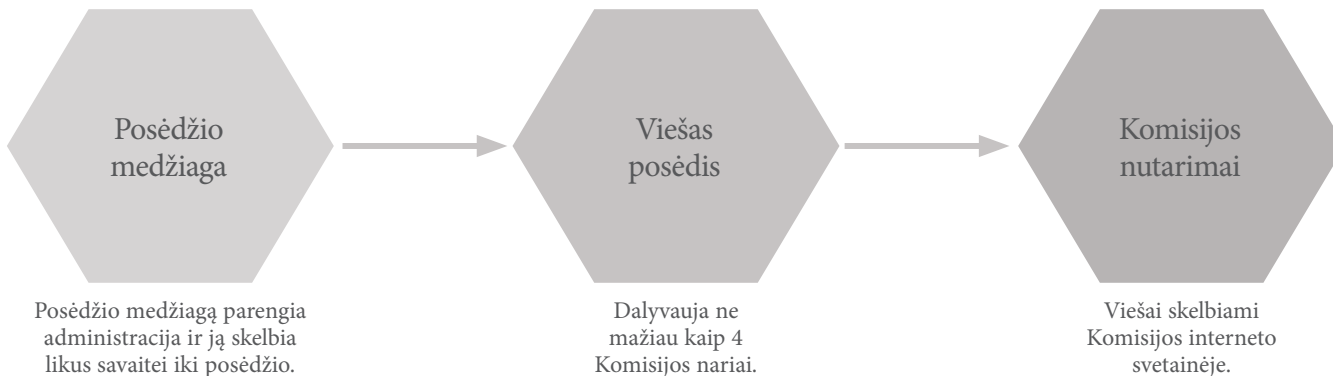 Posėdžio
medžiaga
Posėdžio medžiagą parengia
administracija ir ją skelbia
likus savaitei iki posėdžio.
Viešas
posėdis
Dalyvauja ne
mažiau kaip 4
Komisijos nariai.
Komisijos
nutarimai
Viešai skelbiami
Komisijos interneto
svetainėje.